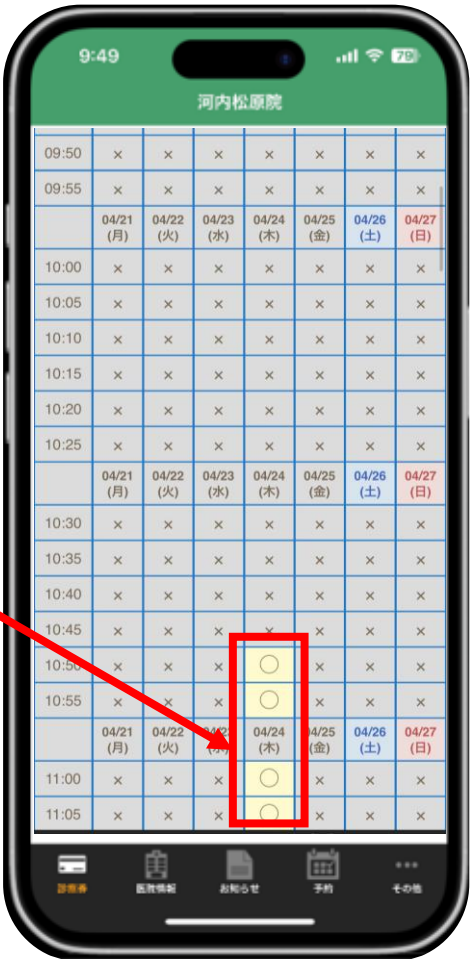 9:49 79
河内松原院
09:50 × × × × × × ×
09:55 × × × × × × ×
04/21 04/22 04/23 04/24 04/25 04/26 04/27
(月) (火) (水) (木) (金) (土) (日)
10:00 × × × × × × ×
10:05 × × × × × × ×
10:10 × × × × × × ×
10:15 × × × × × × ×
10:20 × × × × × × ×
10:25 × × × × × × ×
04/21 04/22 04/23 04/24 04/25 04/26 04/27
(月) (火) (水) (木) (金) (土) (日)
10:30 × × × × × × ×
10:35 × × × × × × ×
10:40 × × × × × × ×
10:45 × × × × × × ×
10:50 × × × ○ × × ×
10:55 × × × ○ × × ×
04/21 04/22 04/23 04/24 04/25 04/26 04/27
(月) (火) (水) (木) (金) (土) (日)
11:00 × × × ○ × × ×
11:05 × × × ○ × × ×
診療券 医院情報 お知らせ 予約 その他